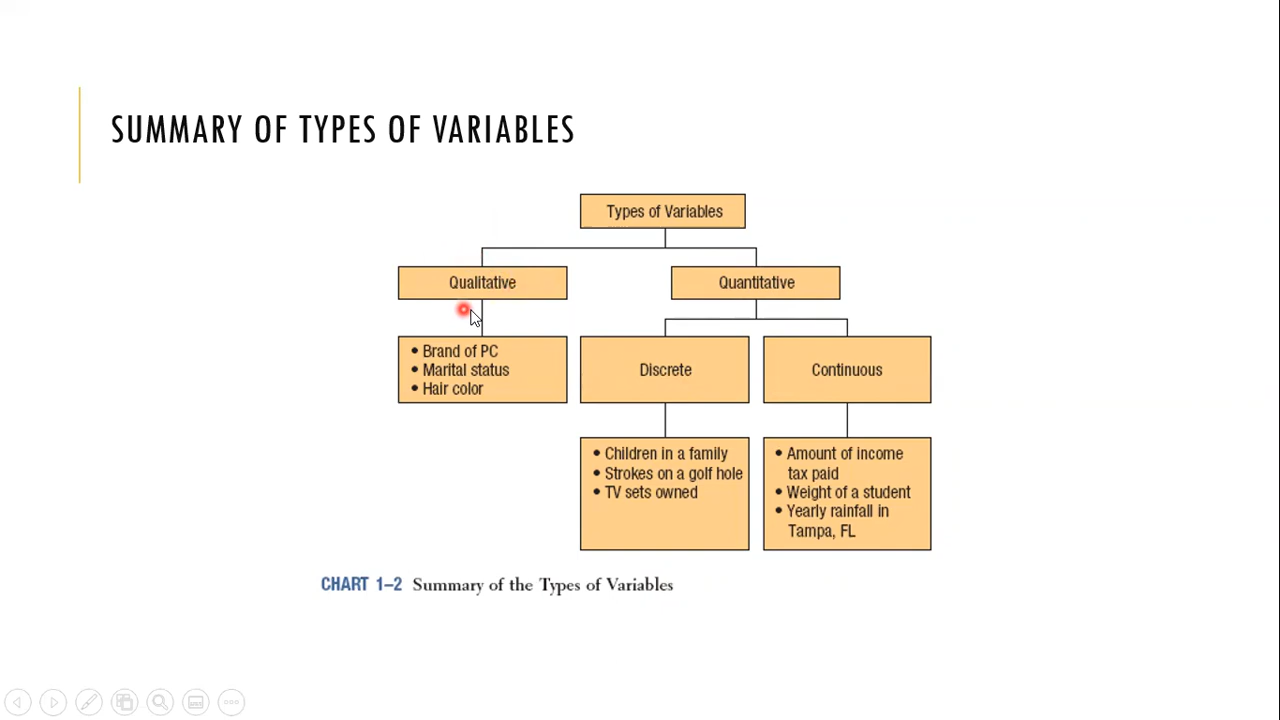 SUMMARY OF TYPES OF VARIABLES
Types of Variables
Qualitative
Quantitative
• Brand of PC
• Marital status
• Hair color
Discrete
Continuous
• Children in a family
• Strokes on a golf hole
• TV sets owned
• Amount of income
tax paid
• Weight of a student
• Yearly rainfall in
Tampa, FL
CHART 1–2 Summary of the Types of Variables